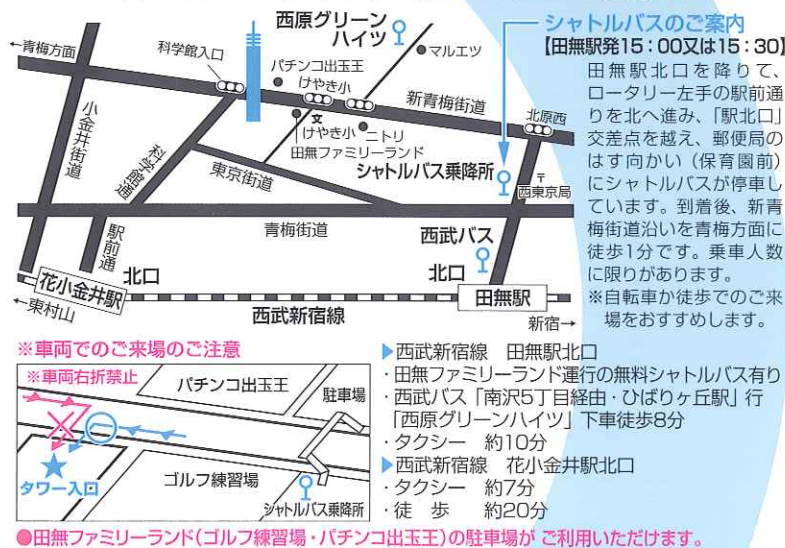 西原グリーン
ハイツ
マルエツ
←青梅方面
科学館入口
パチンコ出玉王
けやき小
新青梅街道
北原西
小金井街道
科学館通
文
けやき小
ニトリ
田無ファミリーランド
東京街道
シャトルバス乗降所
〒
西東京局
青梅街道
駅前通
西武バス
北口
北口
花小金井駅
田無駅
←東村山
西武新宿線
新宿→
シャトルバスのご案内
【田無駅発15:00又は15:30】
田無駅北口を降りて、
ロータリー左手の駅前通
りを北へ進み、「駅北口」
交差点を越え、郵便局の
はす向かい（保育園前）
にシャトルバスが停車し
ています。到着後、新青
梅街道沿いを青梅方面に
徒歩1分です。乗車人数
に限りがあります。
※自転車か徒歩でのご来
場をおすすめします。
※車両でのご来場のご注意
※車両右折禁止
パチンコ出玉王
駐車場
タワー入口
ゴルフ練習場
シャトルバス乗降所
▶西武新宿線 田無駅北口
・田無ファミリーランド運行の無料シャトルバス有り
・西武バス「南沢5丁目経由・ひばりヶ丘駅」行
「西原グリーンハイツ」下車徒歩8分
・タクシー 約10分
▶西武新宿線 花小金井駅北口
・タクシー 約7分
・徒 歩 約20分
●田無ファミリーランド（ゴルフ練習場・パチンコ出玉王）の駐車場が ご利用いただけます。